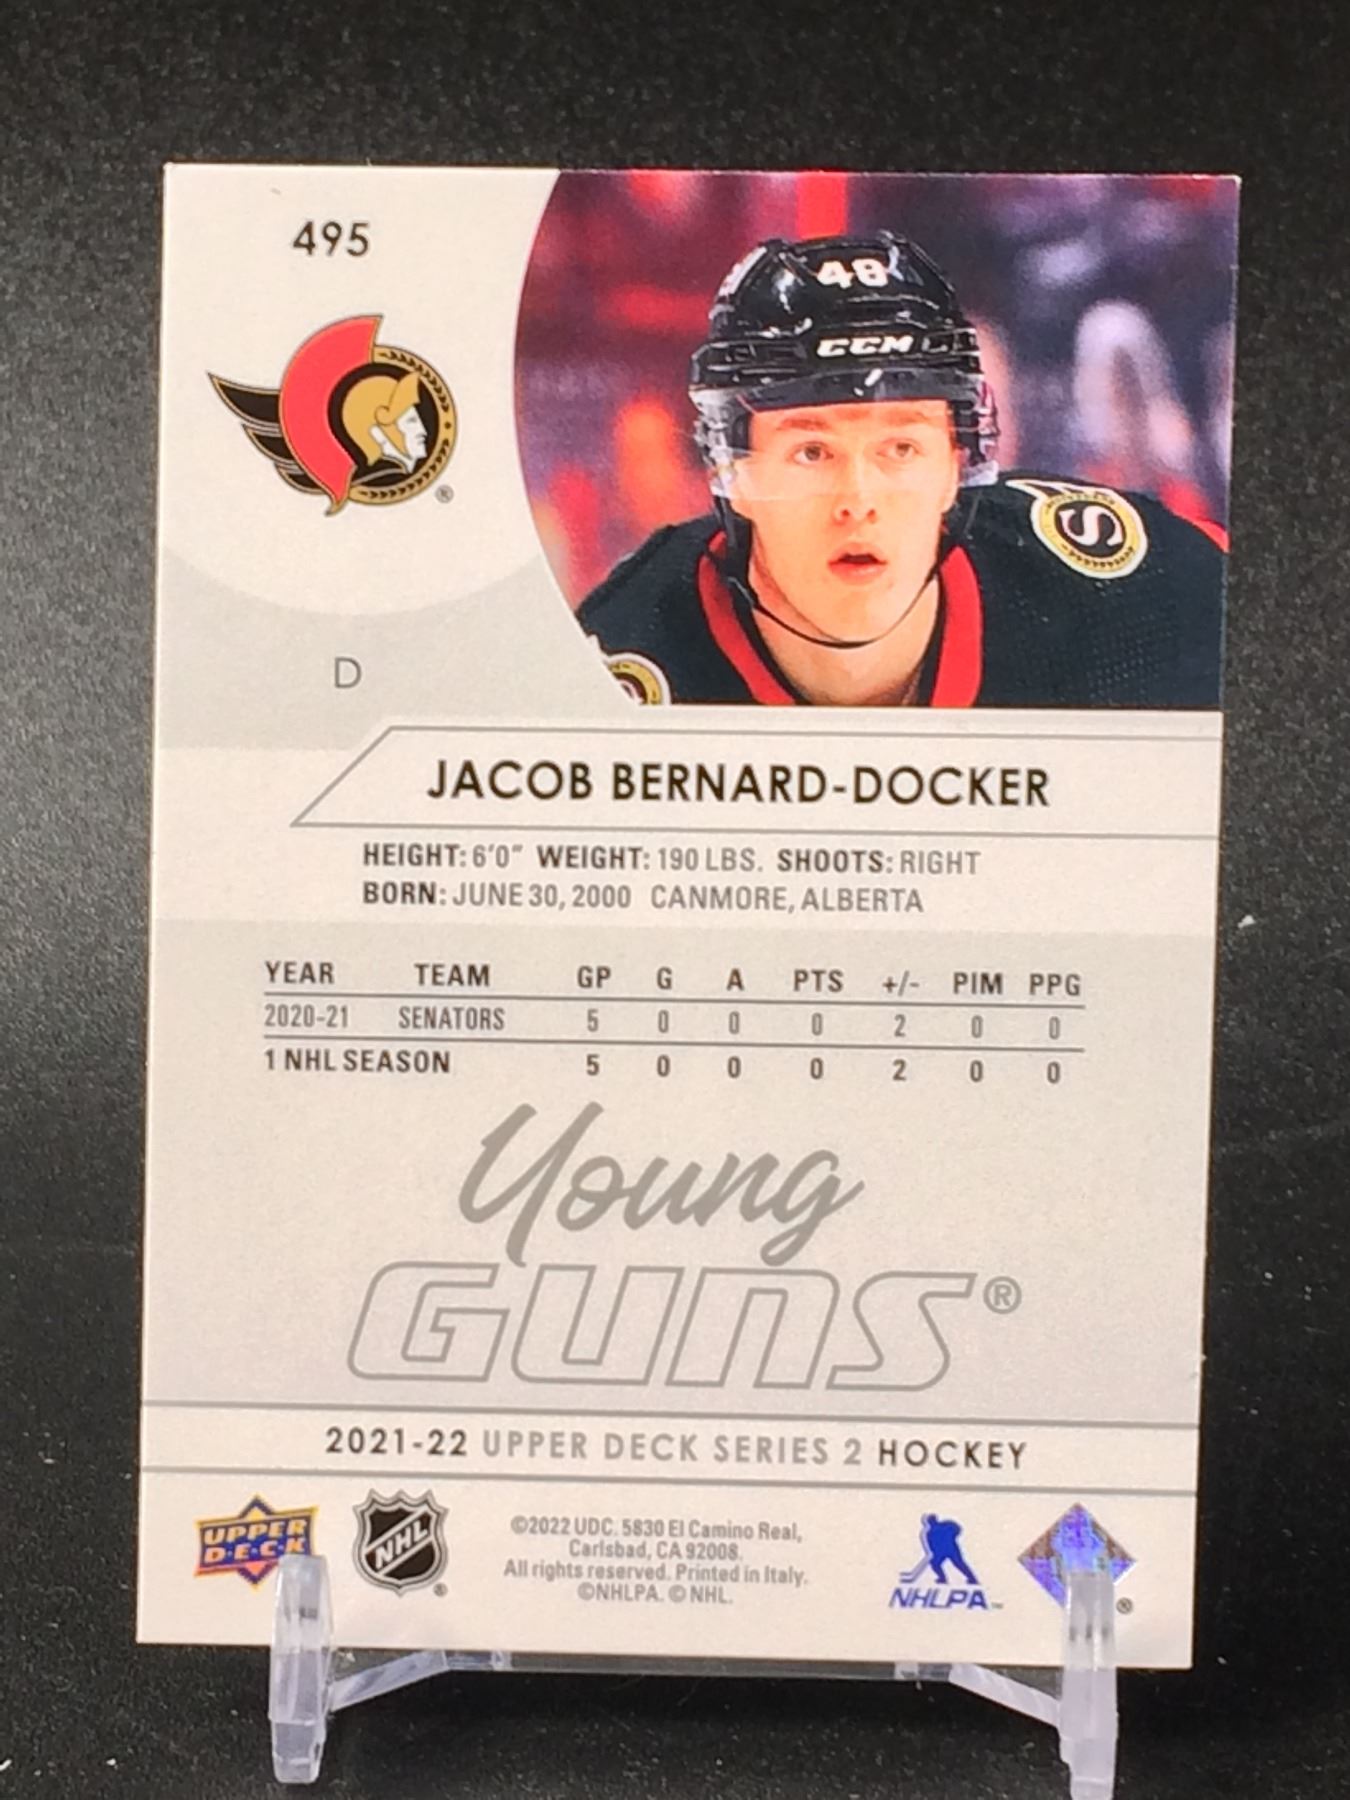 495
48
CCM
S
®
D
JACOB BERNARD-DOCKER
HEIGHT: 6'0" WEIGHT: 190 LBS. SHOOTS: RIGHT
BORN: JUNE 30, 2000 CANMORE, ALBERTA
YEAR TEAM GP G A PTS +/- PIM PPG
2020-21 SENATORS 5 0 0 0 2 0 0
1 NHL SEASON 5 0 0 0 2 0 0
Young
GUNS®
2021-22 UPPER DECK SERIES 2 HOCKEY
UPPER
D·E·C·K
NHL
®
©2022 UDC. 5830 El Camino Real,
Carlsbad, CA 92008.
All rights reserved. Printed in Italy.
©NHLPA. © NHL.
NHLPA™
®